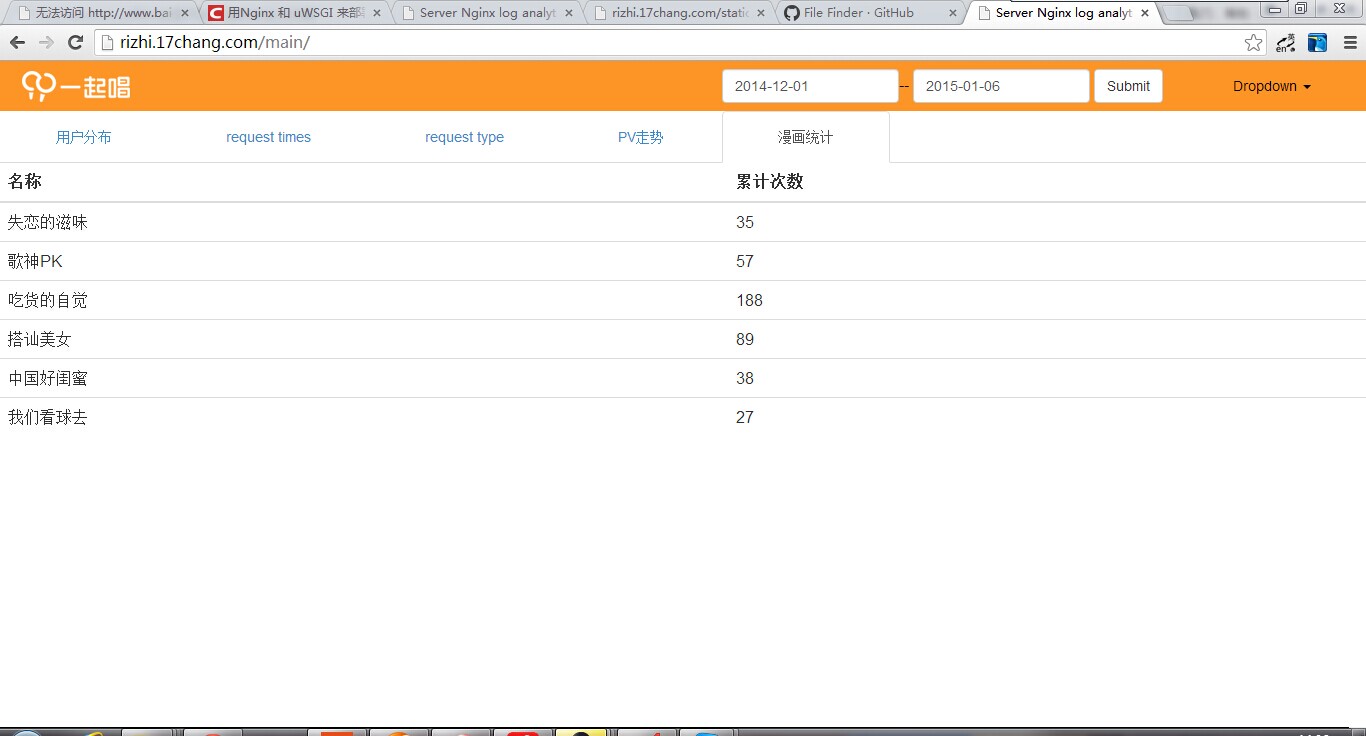 无法访问 http://www.bai
用Nginx 和 uWSGI 来部
Server Nginx log analyt
rizhi.17chang.com/static
File Finder · GitHub
Server Nginx log analyt
rizhi.17chang.com/main/
英
en
一起唱
2014-12-01
--
2015-01-06
Submit
Dropdown
用户分布
request times
request type
PV走势
漫画统计
名称 累计次数
失恋的滋味 35
歌神PK 57
吃货的自觉 188
搭讪美女 89
中国好闺蜜 38
我们看球去 27